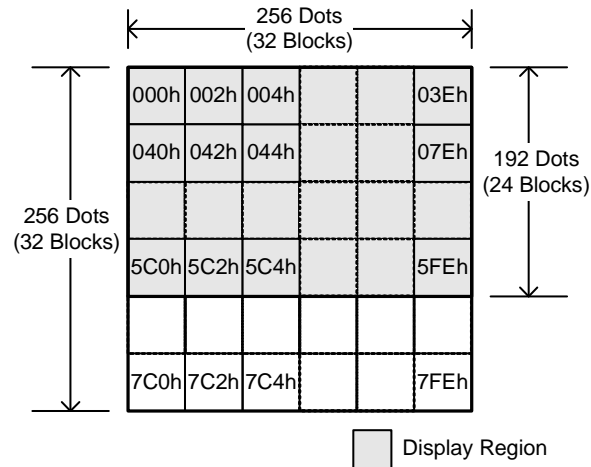 256 Dots
(32 Blocks)
000h 002h 004h 03Eh
040h 042h 044h 07Eh
192 Dots
(24 Blocks)
256 Dots
(32 Blocks)
5C0h 5C2h 5C4h 5FEh
7C0h 7C2h 7C4h 7FEh
Display Region